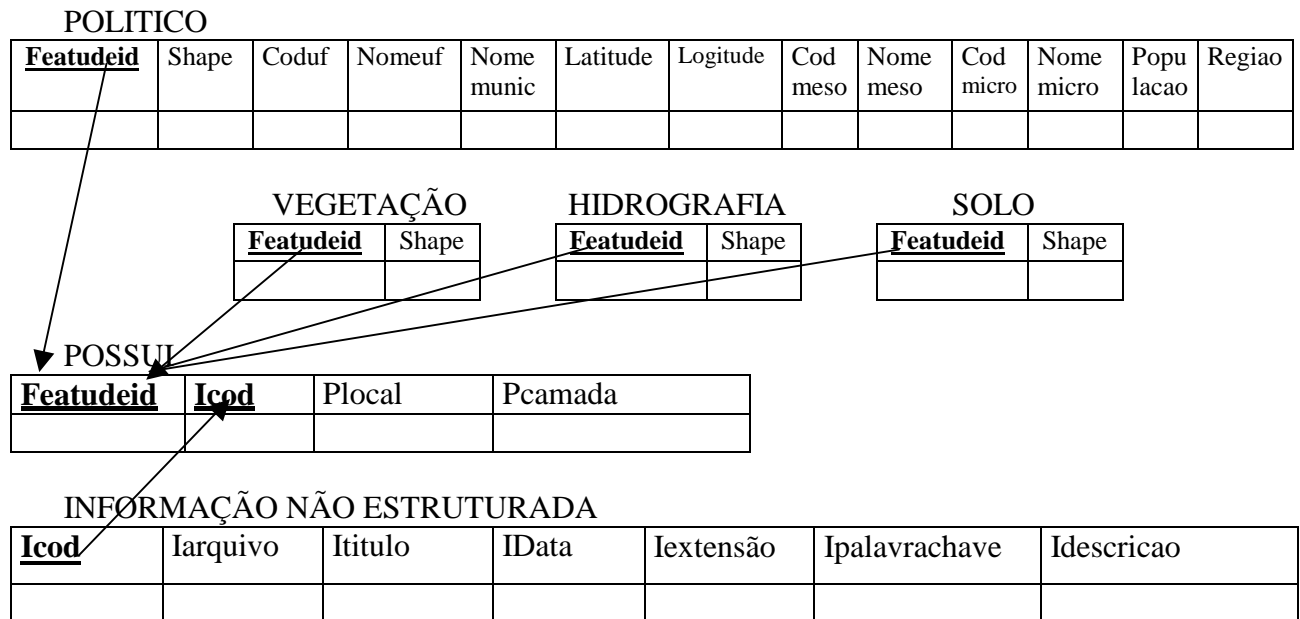 POLITICO
Featudeid Shape Coduf Nomeuf Nome munic Latitude Logitude Cod meso Nome meso Cod micro Nome micro Popu lacao Regiao
VEGETAÇÃO HIDROGRAFIA SOLO
Featudeid Shape Featudeid Shape Featudeid Shape
POSSUI
Featudeid Icod Plocal Pcamada
INFORMAÇÃO NÃO ESTRUTURADA
Icod Iarquivo Ititulo IData Iextensão Ipalavrachave Idescricao